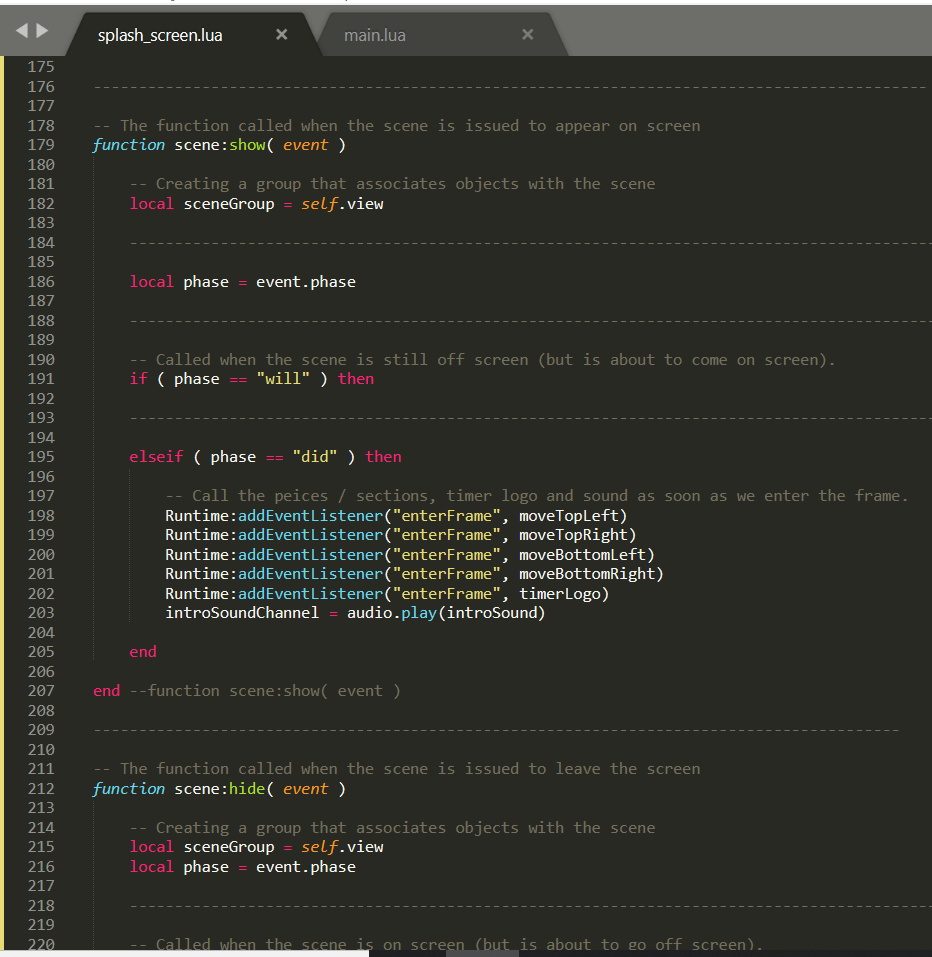 splash_screen.lua × main.lua ×
175
176 --------------------------------------------------------------------------------------------
177
178 -- The function called when the scene is issued to appear on screen
179 function scene:show( event )
180
181 -- Creating a group that associates objects with the scene
182 local sceneGroup = self.view
183
184 -----------------------------------------------------------------------------------------
185
186 local phase = event.phase
187
188 -----------------------------------------------------------------------------------------
189
190 -- Called when the scene is still off screen (but is about to come on screen).
191 if ( phase == "will" ) then
192
193 -----------------------------------------------------------------------------------------
194
195 elseif ( phase == "did" ) then
196
197 -- Call the peices / sections, timer logo and sound as soon as we enter the frame.
198 Runtime:addEventListener("enterFrame", moveTopLeft)
199 Runtime:addEventListener("enterFrame", moveTopRight)
200 Runtime:addEventListener("enterFrame", moveBottomLeft)
201 Runtime:addEventListener("enterFrame", moveBottomRight)
202 Runtime:addEventListener("enterFrame", timerLogo)
203 introSoundChannel = audio.play(introSound)
204
205 end
206
207 end --function scene:show( event )
208
209 -----------------------------------------------------------------------------------------
210
211 -- The function called when the scene is issued to leave the screen
212 function scene:hide( event )
213
214 -- Creating a group that associates objects with the scene
215 local sceneGroup = self.view
216 local phase = event.phase
217
218 -----------------------------------------------------------------------------------------
219
220 -- Called when the scene is on screen (but is about to go off screen).